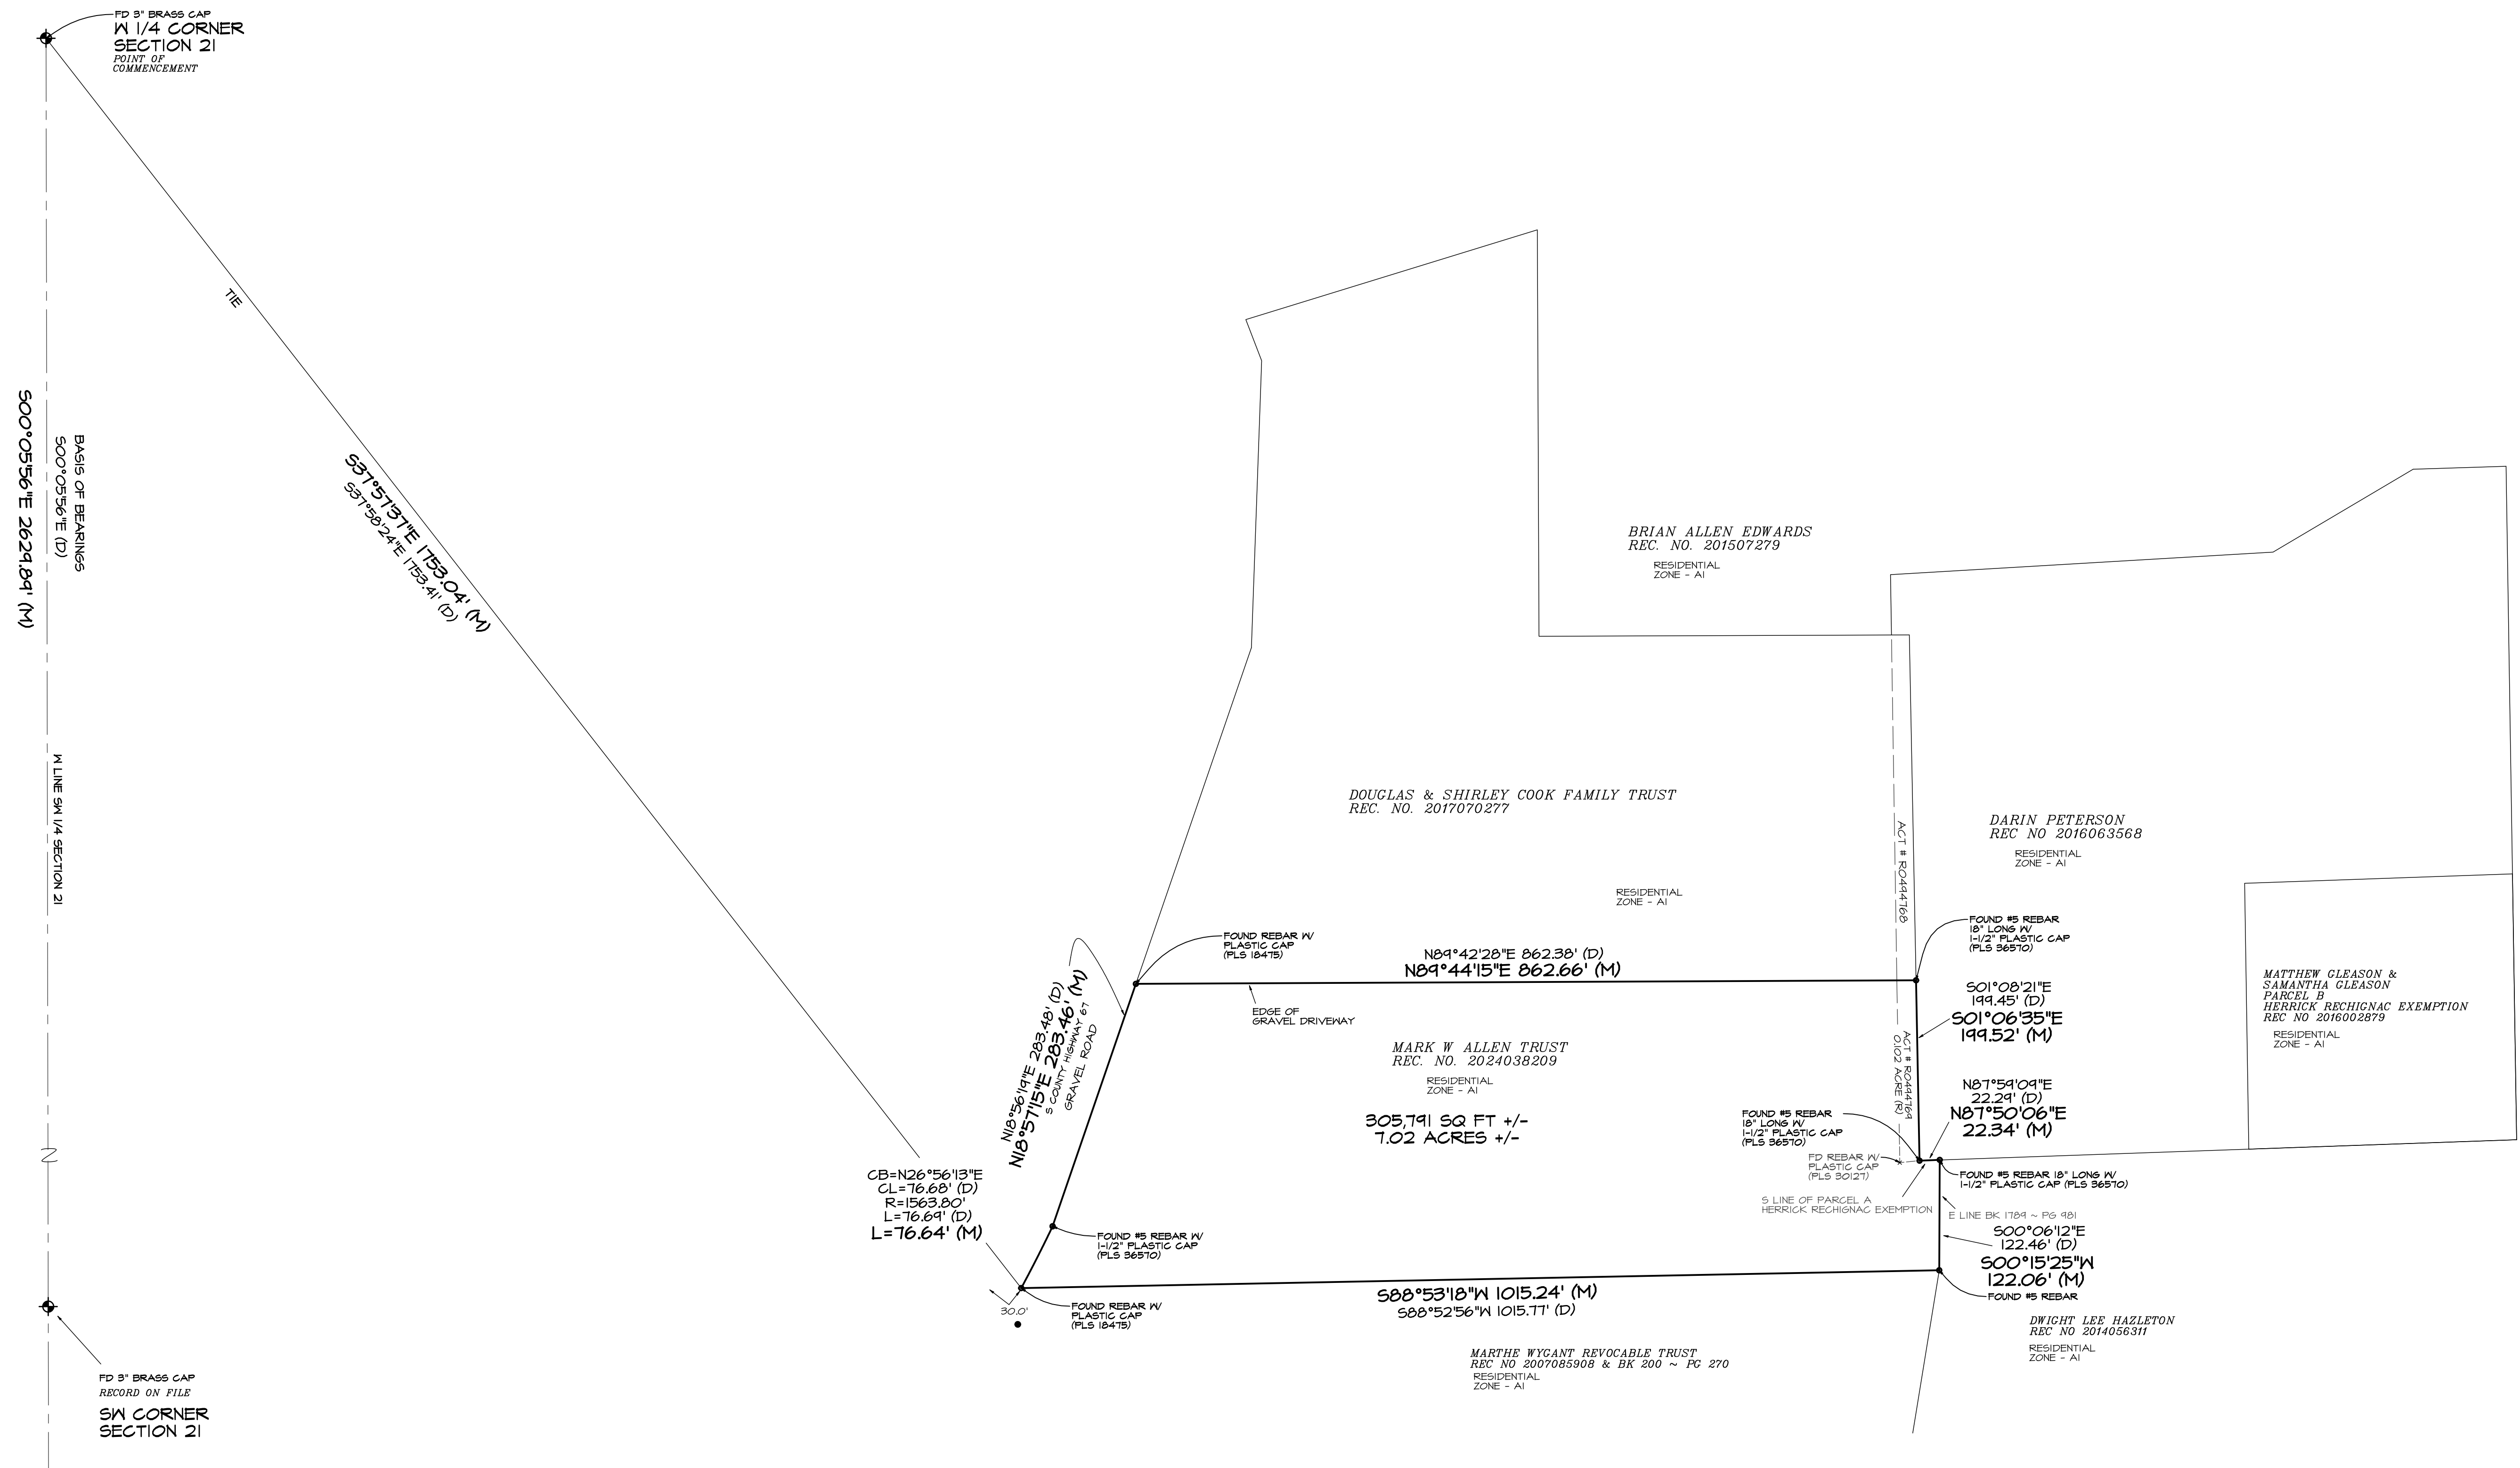 FD 3" BRASS CAP
W 1/4 CORNER
SECTION 21
POINT OF
COMMENCEMENT
TIE
S00°05'56"E 2629.89' (M)
BASIS OF BEARINGS
S00°05'56"E (D)
W LINE SW 1/4 SECTION 21
S37°57'37"E 1753.04' (M)
S37°58'24"E 1753.41' (D)
BRIAN ALLEN EDWARDS
REC. NO. 201507279
RESIDENTIAL
ZONE - A1
DOUGLAS & SHIRLEY COOK FAMILY TRUST
REC. NO. 2017070277
RESIDENTIAL
ZONE - A1
ACT # R0494768
DARIN PETERSON
REC NO 2016063568
RESIDENTIAL
ZONE - A1
FOUND REBAR W/
PLASTIC CAP
(PLS 18475)
N89°42'28"E 862.38' (D)
N89°44'15"E 862.66' (M)
EDGE OF
GRAVEL DRIVEWAY
FOUND #5 REBAR
18" LONG W/
1-1/2" PLASTIC CAP
(PLS 36570)
S01°08'21"E
199.45' (D)
S01°06'35"E
199.52' (M)
MATTHEW GLEASON &
SAMANTHA GLEASON
PARCEL B
HERRICK RECHIGNAC EXEMPTION
REC NO 2016002879
RESIDENTIAL
ZONE - A1
N18°56'19"E 283.48' (D)
N18°57'15"E 283.46' (M)
S COUNTY HIGHWAY 67
GRAVEL ROAD
MARK W ALLEN TRUST
REC. NO. 2024038209
RESIDENTIAL
ZONE - A1
305,791 SQ FT +/-
7.02 ACRES +/-
ACT # R0494769
0.102 ACRE (R)
N87°59'09"E
22.29' (D)
N87°50'06"E
22.34' (M)
FOUND #5 REBAR
18" LONG W/
1-1/2" PLASTIC CAP
(PLS 36570)
FD REBAR W/
PLASTIC CAP
(PLS 30127)
S LINE OF PARCEL A
HERRICK RECHIGNAC EXEMPTION
FOUND #5 REBAR 18" LONG W/
1-1/2" PLASTIC CAP (PLS 36570)
E LINE BK 1789 ~ PG 981
S00°06'12"E
122.46' (D)
S00°15'25"W
122.06' (M)
FOUND #5 REBAR
CB=N26°56'13"E
CL=76.68' (D)
R=1563.80'
L=76.69' (D)
L=76.64' (M)
FOUND #5 REBAR W/
1-1/2" PLASTIC CAP
(PLS 36570)
30.0'
FOUND REBAR W/
PLASTIC CAP
(PLS 18475)
S88°53'18"W 1015.24' (M)
S88°52'56"W 1015.77' (D)
MARTHE WYGANT REVOCABLE TRUST
REC NO 2007085908 & BK 200 ~ PG 270
RESIDENTIAL
ZONE - A1
DWIGHT LEE HAZLETON
REC NO 2014056311
RESIDENTIAL
ZONE - A1
FD 3" BRASS CAP
RECORD ON FILE
SW CORNER
SECTION 21